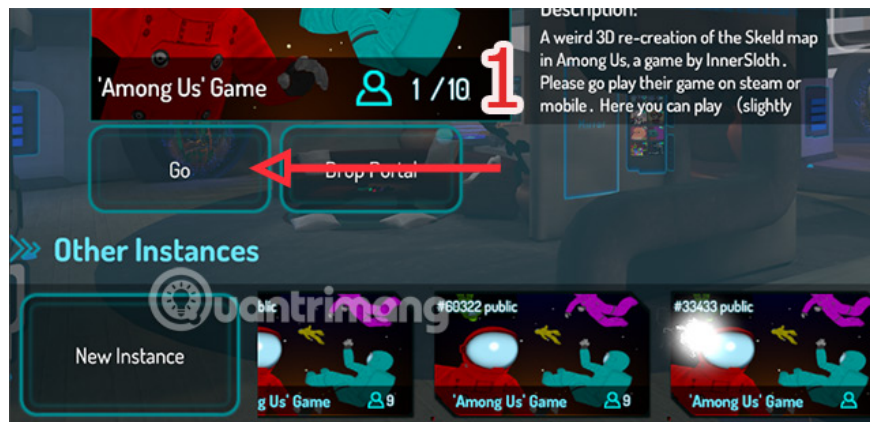 Description:
A weird 3D re-creation of the Skeld map
in Among Us, a game by InnerSloth.
Please go play their game on steam or
mobile. Here you can play (slightly
'Among Us' Game
1 / 10
1
Go
Drop Portal
Other Instances
Quantrimang
New Instance
blic
g Us' Game
9
#60322 public
'Among Us' Game
9
#33433 public
'Among Us' Game